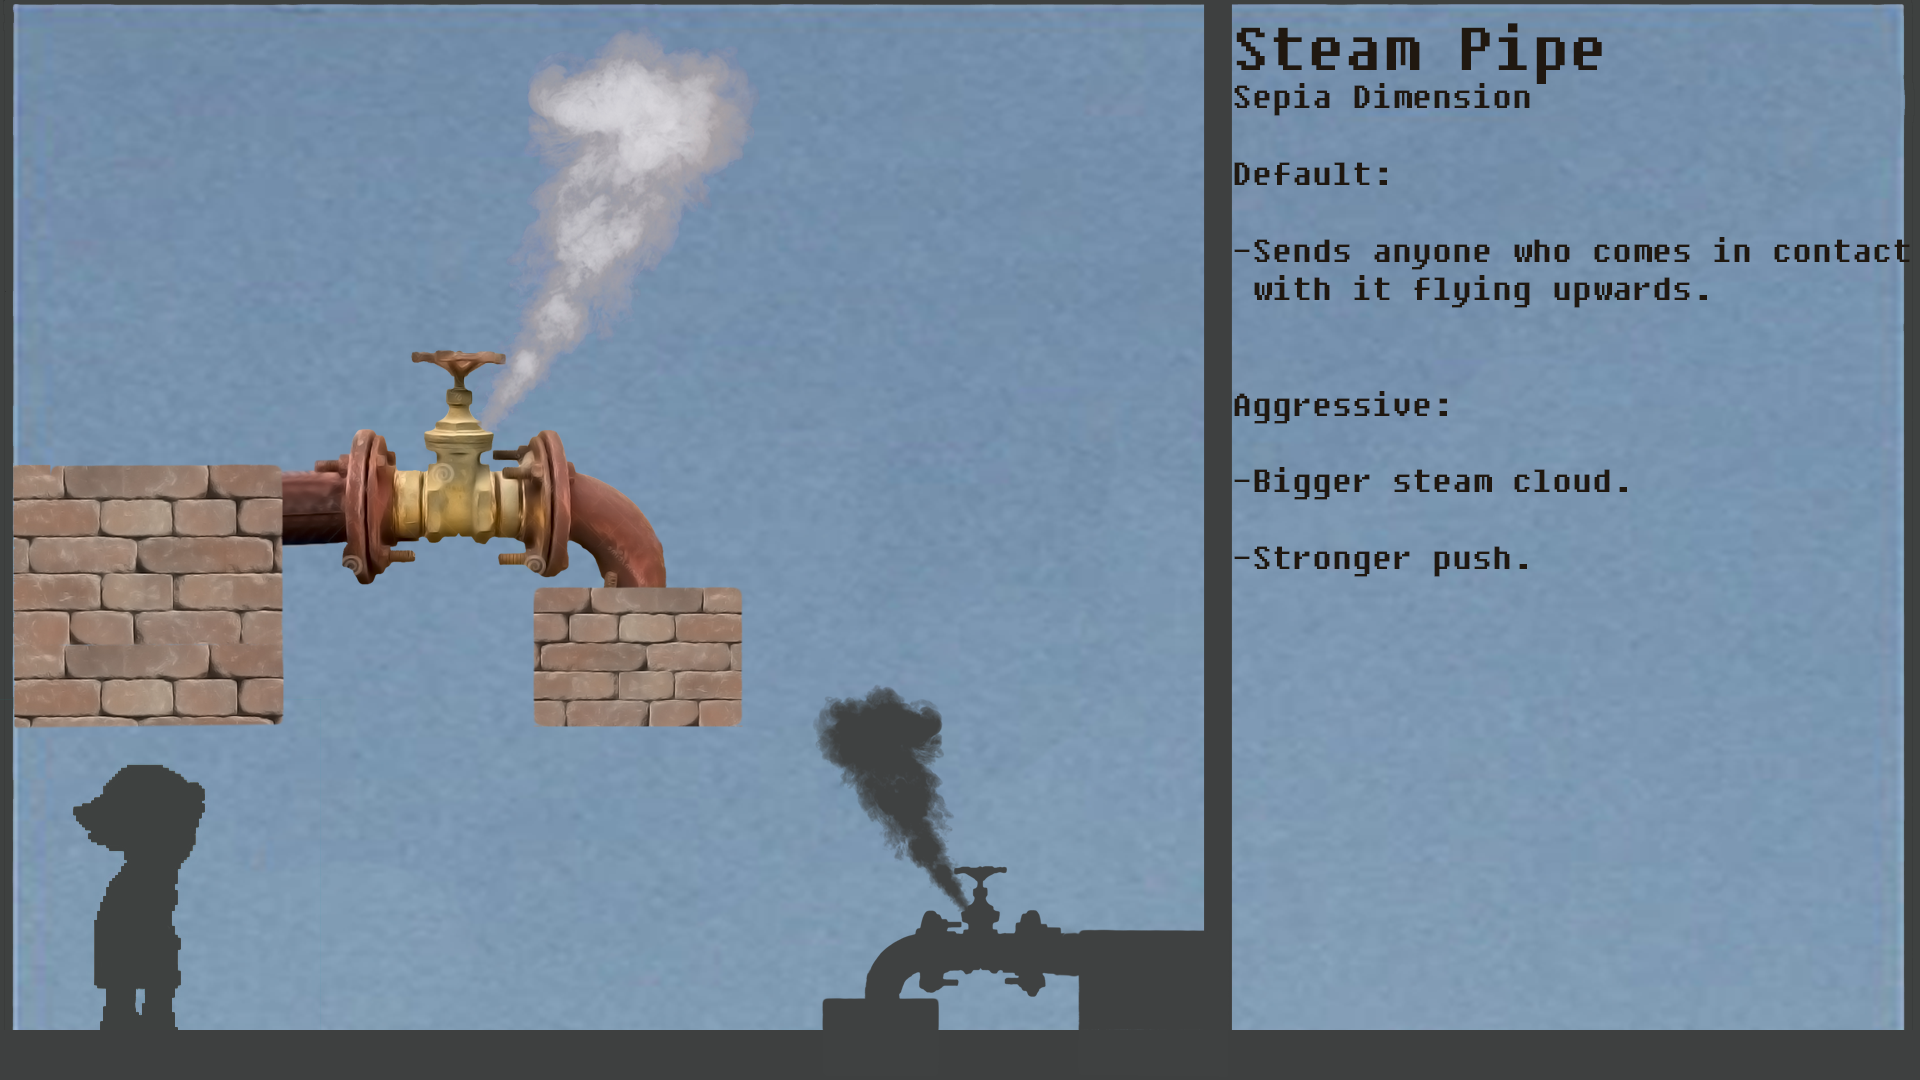 Steam Pipe
Sepia Dimension
Default:
-Sends anyone who comes in contact
with it flying upwards.
Aggressive:
-Bigger steam cloud.
-Stronger push.